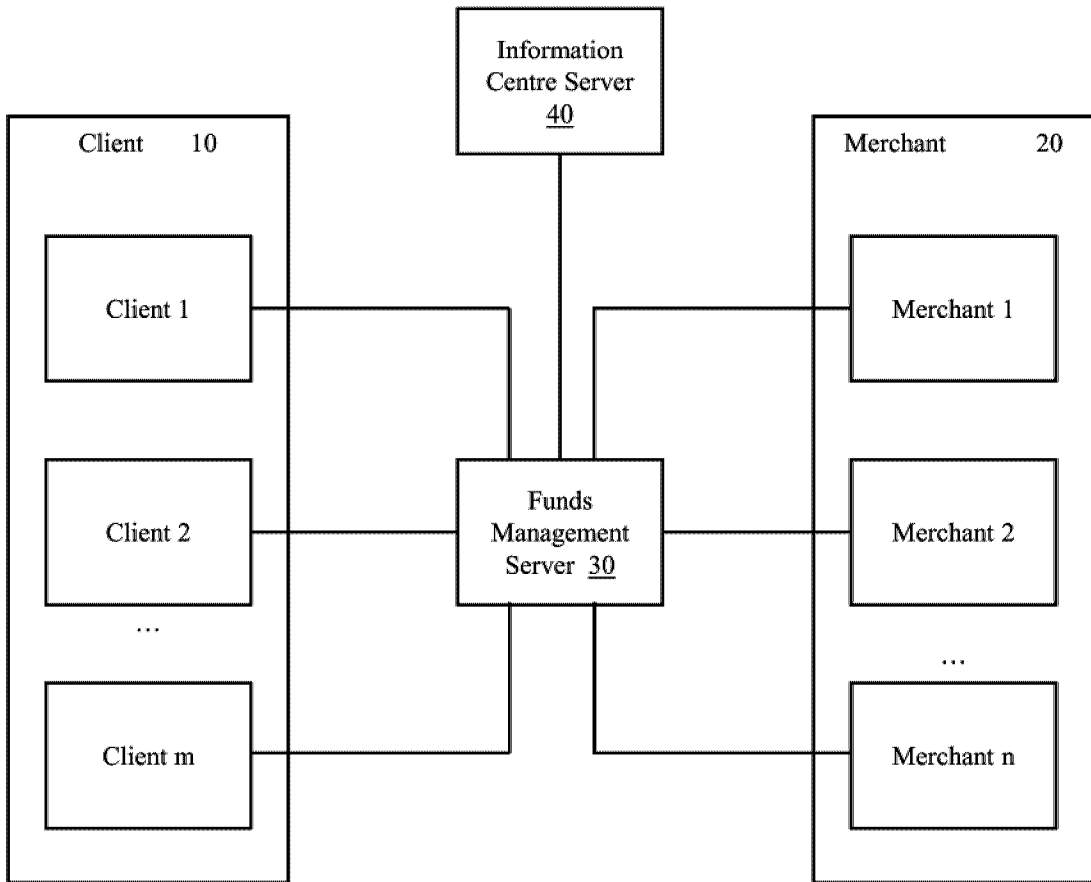 Information
Centre Server
40
Client 10
Merchant 20
Client 1
Merchant 1
Client 2
Funds
Management
Server 30
Merchant 2
...
...
Client m
Merchant n